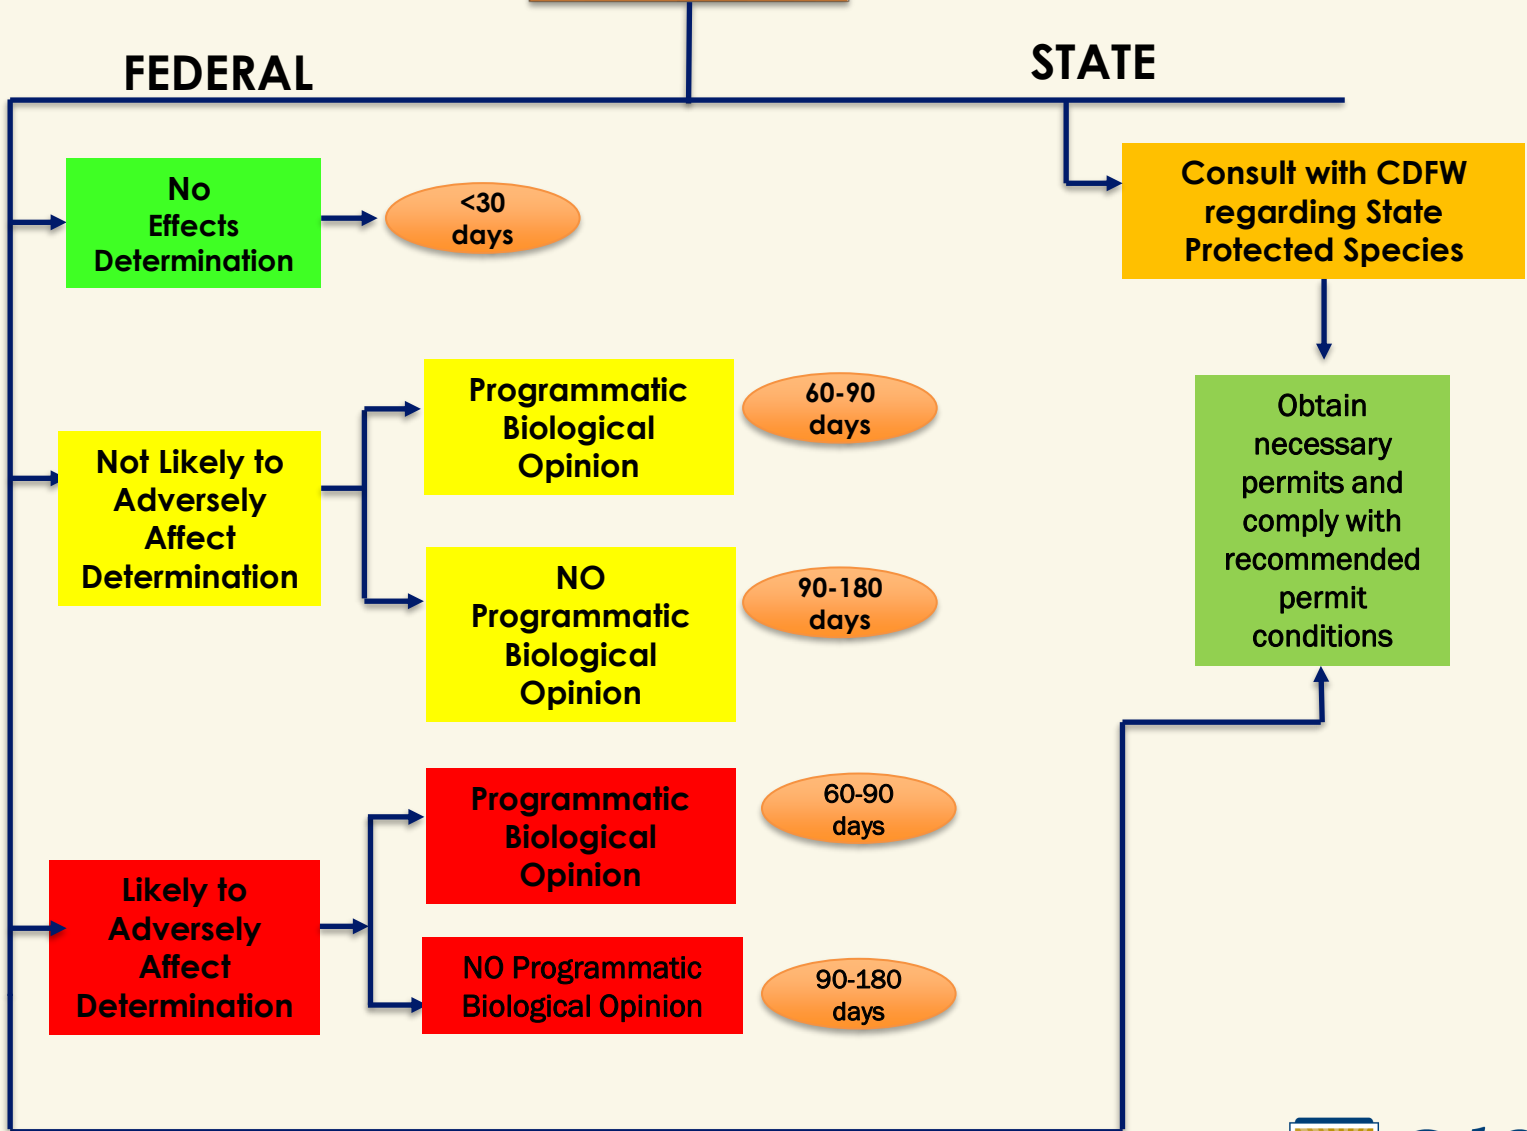 FEDERAL
STATE
No
Effects
Determination
<30
days
Consult with CDFW
regarding State
Protected Species
Programmatic
Biological
Opinion
60-90
days
Not Likely to
Adversely
Affect
Determination
NO
Programmatic
Biological
Opinion
90-180
days
Obtain
necessary
permits and
comply with
recommended
permit
conditions
Programmatic
Biological
Opinion
60-90
days
Likely to
Adversely
Affect
Determination
NO Programmatic
Biological Opinion
90-180
days